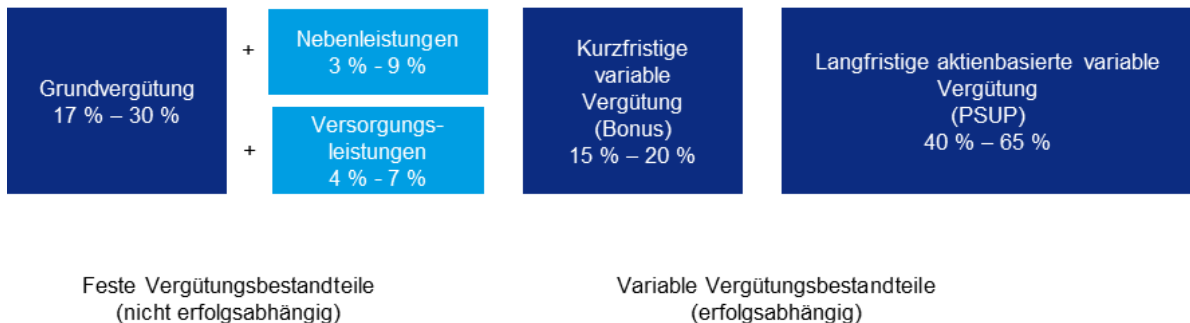 Grundvergütung
17 % – 30 %
+
Nebenleistungen
3 % - 9 %
+
Versorgungs-
leistungen
4 % - 7 %
Kurzfristige
variable
Vergütung
(Bonus)
15 % – 20 %
Langfristige aktienbasierte variable
Vergütung
(PSUP)
40 % – 65 %
Feste Vergütungsbestandteile
(nicht erfolgsabhängig)
Variable Vergütungsbestandteile
(erfolgsabhängig)